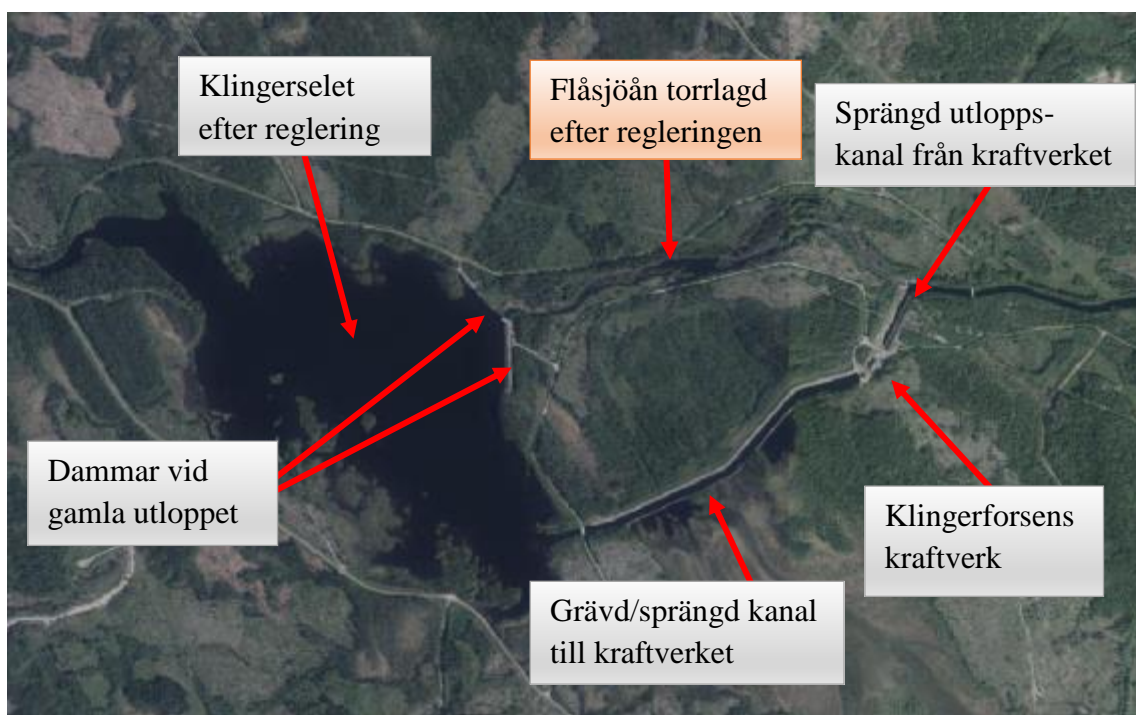 Klingerselet
efter reglering
Flåsjöån torrlagd
efter regleringen
Sprängd utlopps-
kanal från kraftverket
Dammar vid
gamla utloppet
Klingerforsens
kraftverk
Grävd/sprängd kanal
till kraftverket